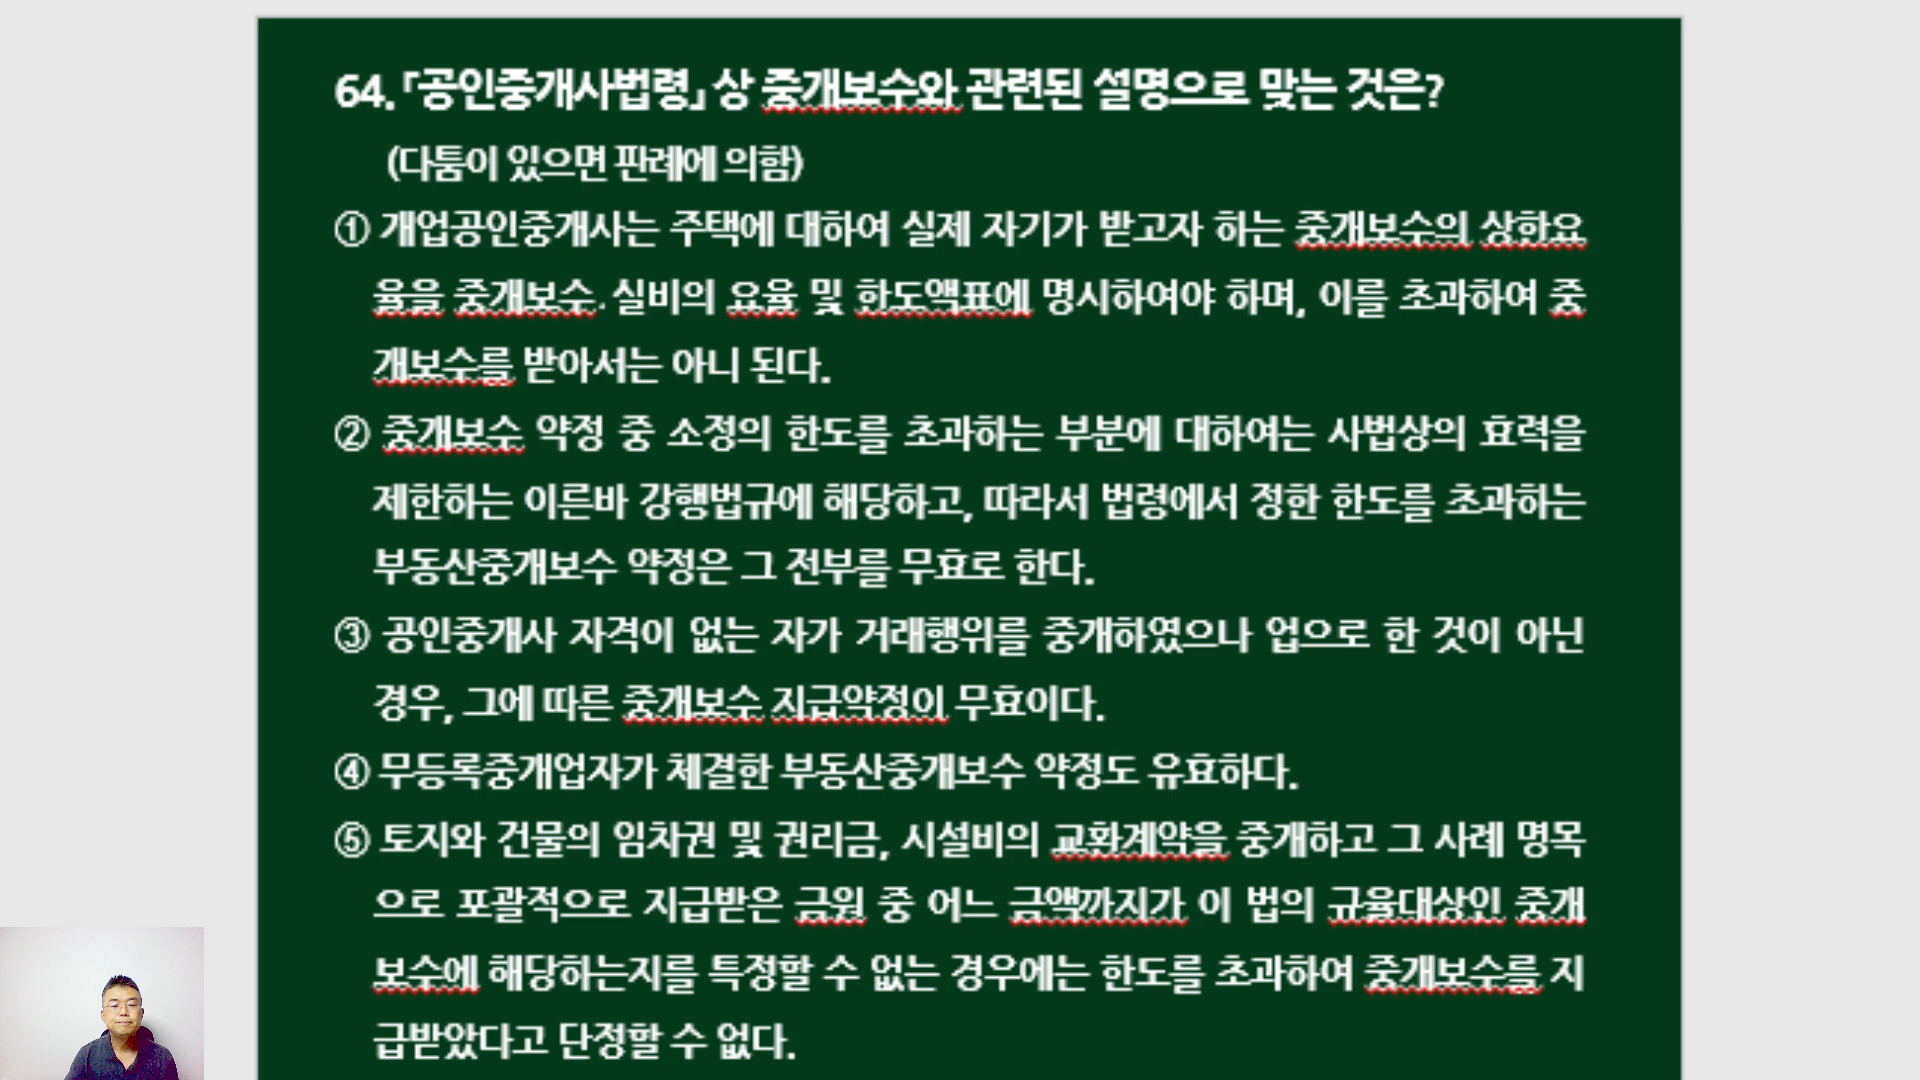 64.「공인중개사법령」상 중개보수와 관련된 설명으로 맞는 것은?
(다툼이 있으면 판례에 의함)
① 개업공인중개사는 주택에 대하여 실제 자기가 받고자 하는 중개보수의 상한요
율을 중개보수·실비의 요율 및 한도액표에 명시하여야 하며, 이를 초과하여 중
개보수를 받아서는 아니 된다.
② 중개보수 약정 중 소정의 한도를 초과하는 부분에 대하여는 사법상의 효력을
제한하는 이른바 강행법규에 해당하고, 따라서 법령에서 정한 한도를 초과하는
부동산중개보수 약정은 그 전부를 무효로 한다.
③ 공인중개사 자격이 없는 자가 거래행위를 중개하였으나 업으로 한 것이 아닌
경우, 그에 따른 중개보수 지급약정이 무효이다.
④ 무등록중개업자가 체결한 부동산중개보수 약정도 유효하다.
⑤ 토지와 건물의 임차권 및 권리금, 시설비의 교환계약을 중개하고 그 사례 명목
으로 포괄적으로 지급받은 금원 중 어느 금액까지가 이 법의 규율대상인 중개
보수에 해당하는지를 특정할 수 없는 경우에는 한도를 초과하여 중개보수를 지
급받았다고 단정할 수 없다.